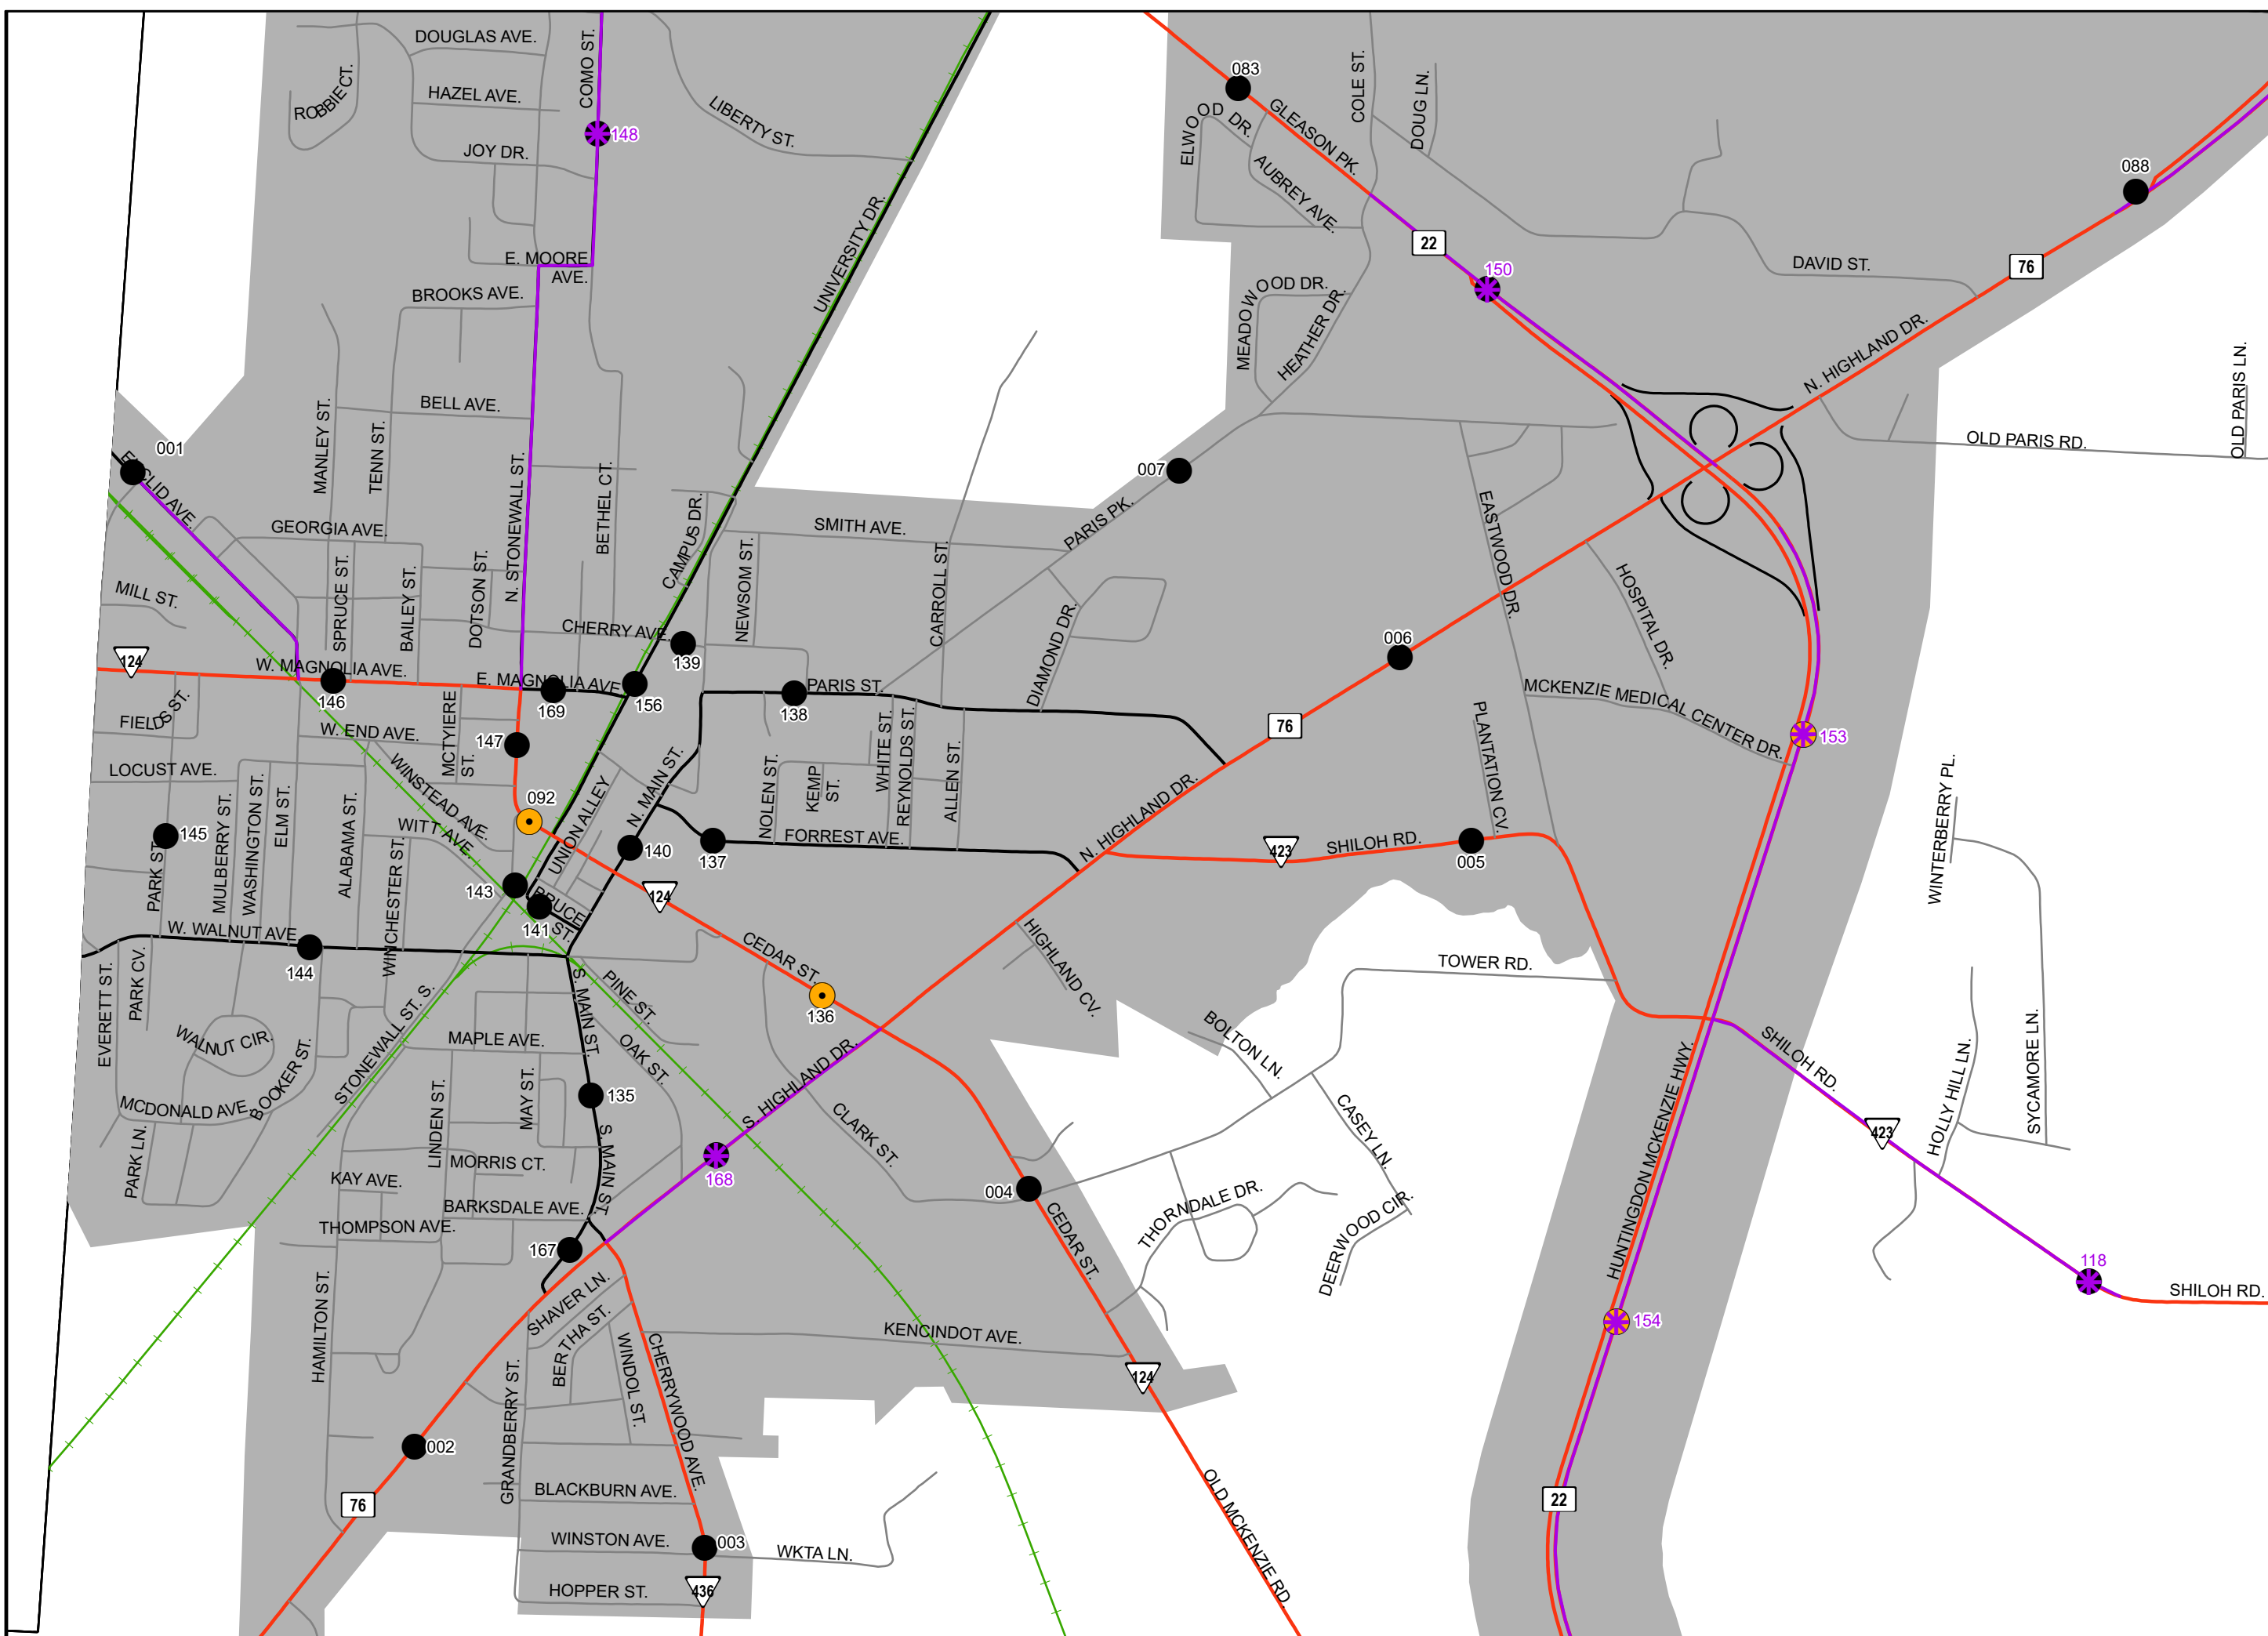 DOUGLAS AVE.
COMO ST.
083
COLE ST.
ROBBIE CT.
HAZEL AVE.
148
LIBERTY ST.
ELWOOD DR.
GLEASON PK.
DOUG LN.
JOY DR.
AUBREY AVE.
088
E. MOORE
AVE.
UNIVERSITY DR.
22
150
DAVID ST.
76
BROOKS AVE.
MEADOWOOD DR.
HEATHER DR.
N. HIGHLAND DR.
OLD PARIS LN.
BELL AVE.
MANLEY ST.
TENN ST.
001
EUCLID AVE.
N. STONEWALL ST.
BETHEL CT.
007
OLD PARIS RD.
GEORGIA AVE.
CAMPUS DR.
SMITH AVE.
PARIS PK.
EASTWOOD DR.
MILL ST.
SPRUCE ST.
BAILEY ST.
DOTSON ST.
NEWSOM ST.
CARROLL ST.
HOSPITAL DR.
CHERRY AVE.
139
DIAMOND DR.
006
124
W. MAGNOLIA AVE.
146
E. MAGNOLIA AVE
169
156
PARIS ST.
138
MCKENZIE MEDICAL CENTER DR.
FIELDS ST.
W. END AVE.
MCTYIERE
ST.
147
N. MAIN ST.
WHITE ST.
REYNOLDS ST.
76
PLANTATION CV.
153
LOCUST AVE.
WINSTEAD AVE.
092
UNION ALLEY
NOLEN ST.
KEMP
ST.
ALLEN ST.
N. HIGHLAND DR.
WINTERBERRY PL.
145
PARK ST.
MULBERRY ST.
WASHINGTON ST.
ELM ST.
ALABAMA ST.
WITT AVE.
140
137
FORREST AVE.
423
SHILOH RD.
005
WINCHESTER ST.
143
BRUCE
ST.
141
124
W. WALNUT AVE
144
CEDAR ST.
HIGHLAND CV.
TOWER RD.
EVERETT ST.
PARK CV.
STONEWALL ST. S.
S. MAIN ST.
PINE ST.
136
WALNUT CIR.
MAPLE AVE.
OAK ST.
S. HIGHLAND DR.
BOLTON LN.
SHILOH RD.
MCDONALD AVE.
BOOKER ST.
LINDEN ST.
MAY ST.
135
CLARK ST.
CASEY LN.
HUNTINGDON MCKENZIE HWY.
423
HOLLY HILL LN.
SYCAMORE LN.
PARK LN.
MORRIS CT.
S. MAIN ST.
168
KAY AVE.
BARKSDALE AVE.
004
THORNDALE DR.
DEERWOOD CIR.
THOMPSON AVE.
167
CEDAR ST.
118
SHILOH RD.
HAMILTON ST.
SHAVER LN.
BERTHA ST.
WINDOL ST.
CHERRYWOOD AVE.
KENGINDOT AVE.
154
124
002
GRANDBERRY ST.
76
BLACKBURN AVE.
OLD MCKENZIE RD.
22
WINSTON AVE.
003
WKTA LN.
HOPPER ST.
436